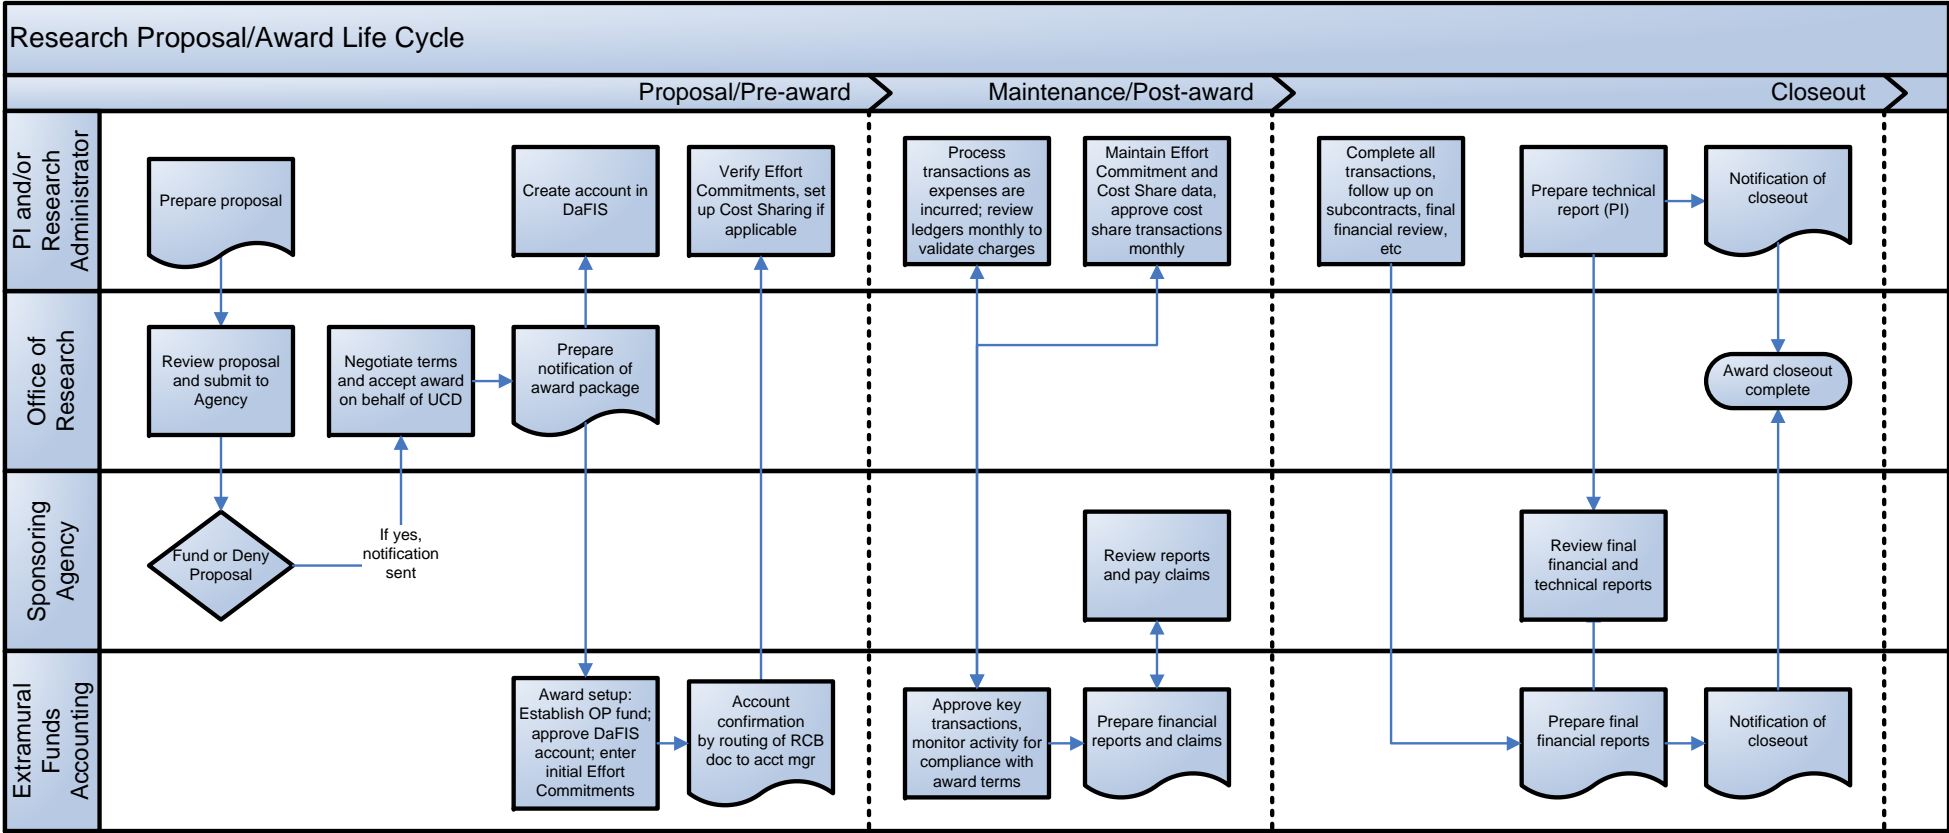 Research Proposal/Award Life Cycle
Proposal/Pre-award
Maintenance/Post-award
Closeout
PI and/or
Research
Administrator
Prepare proposal
Create account in
DaFIS
Verify Effort
Commitments, set
up Cost Sharing if
applicable
Process
transactions as
expenses are
incurred; review
ledgers monthly to
validate charges
Maintain Effort
Commitment and
Cost Share data,
approve cost
share transactions
monthly
Complete all
transactions,
follow up on
subcontracts, final
financial review,
etc
Prepare technical
report (PI)
Notification of
closeout
Office of
Research
Review proposal
and submit to
Agency
Negotiate terms
and accept award
on behalf of UCD
Prepare
notification of
award package
Award closeout
complete
Sponsoring
Agency
Fund or Deny
Proposal
If yes,
notification
sent
Review reports
and pay claims
Review final
financial and
technical reports
Extramural
Funds
Accounting
Award setup:
Establish OP fund;
approve DaFIS
account; enter
initial Effort
Commitments
Account
confirmation
by routing of RCB
doc to acct mgr
Approve key
transactions,
monitor activity for
compliance with
award terms
Prepare financial
reports and claims
Prepare final
financial reports
Notification of
closeout